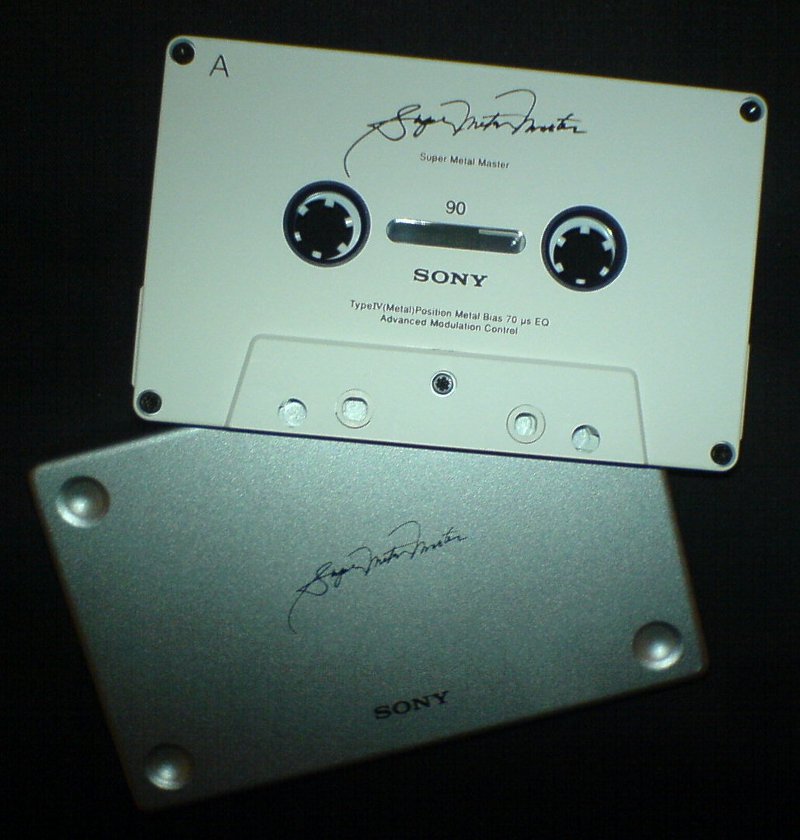 A
Super Metal Master
Super Metal Master
90
SONY
TypeIV(Metal)Position Metal Bias 70 µs EQ
Advanced Modulation Control
Super Metal Master
SONY